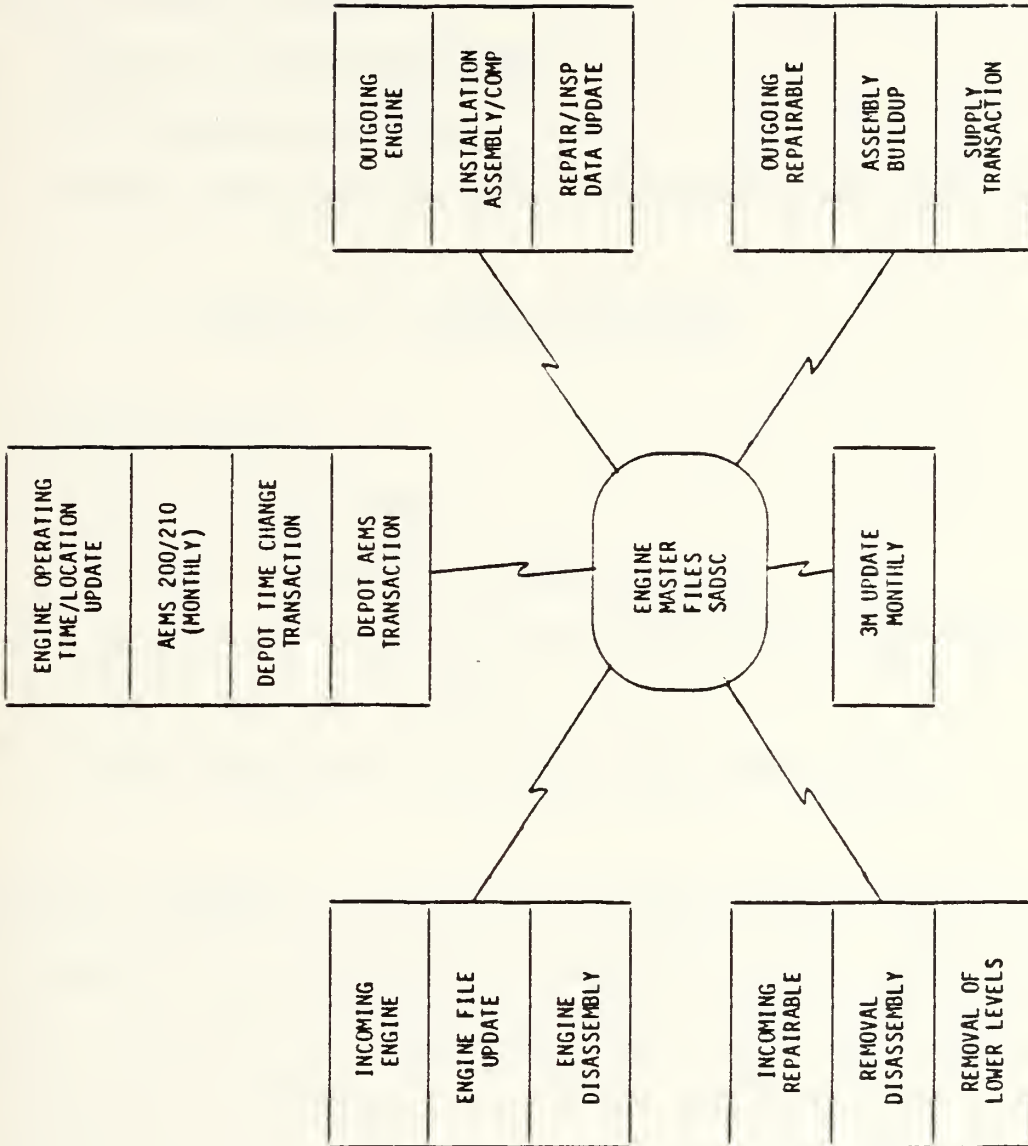 ENGINE OPERATING
TIME/LOCATION
UPDATE
AEMS 200/210
(MONTHLY)
DEPOT TIME CHANGE
TRANSACTION
DEPOT AEMS
TRANSACTION
INCOMING
ENGINE
ENGINE FILE
UPDATE
ENGINE
DISASSEMBLY
OUTGOING
ENGINE
INSTALLATION
ASSEMBLY/COMP
REPAIR/INSP
DATA UPDATE
ENGINE
MASTER
FILES
SADSC
INCOMING
REPAIRABLE
REMOVAL
DISASSEMBLY
REMOVAL OF
LOWER LEVELS
3M UPDATE
MONTHLY
OUTGOING
REPAIRABLE
ASSEMBLY
BUILDUP
SUPPLY
TRANSACTION